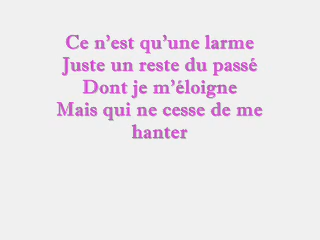 Ce n’est qu’une larme
Juste un reste du passé
Dont je m’éloigne
Mais qui ne cesse de me
hanter